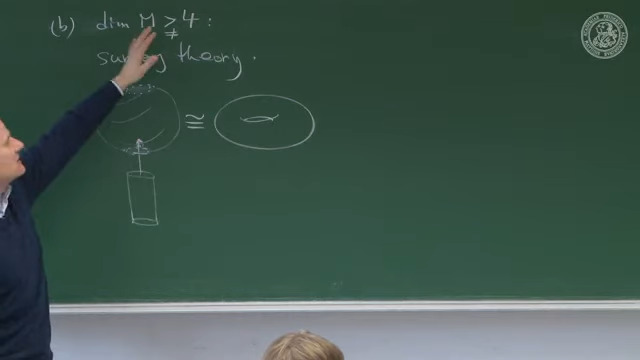 (b) dim M ≩ 4 :
theory .
≅